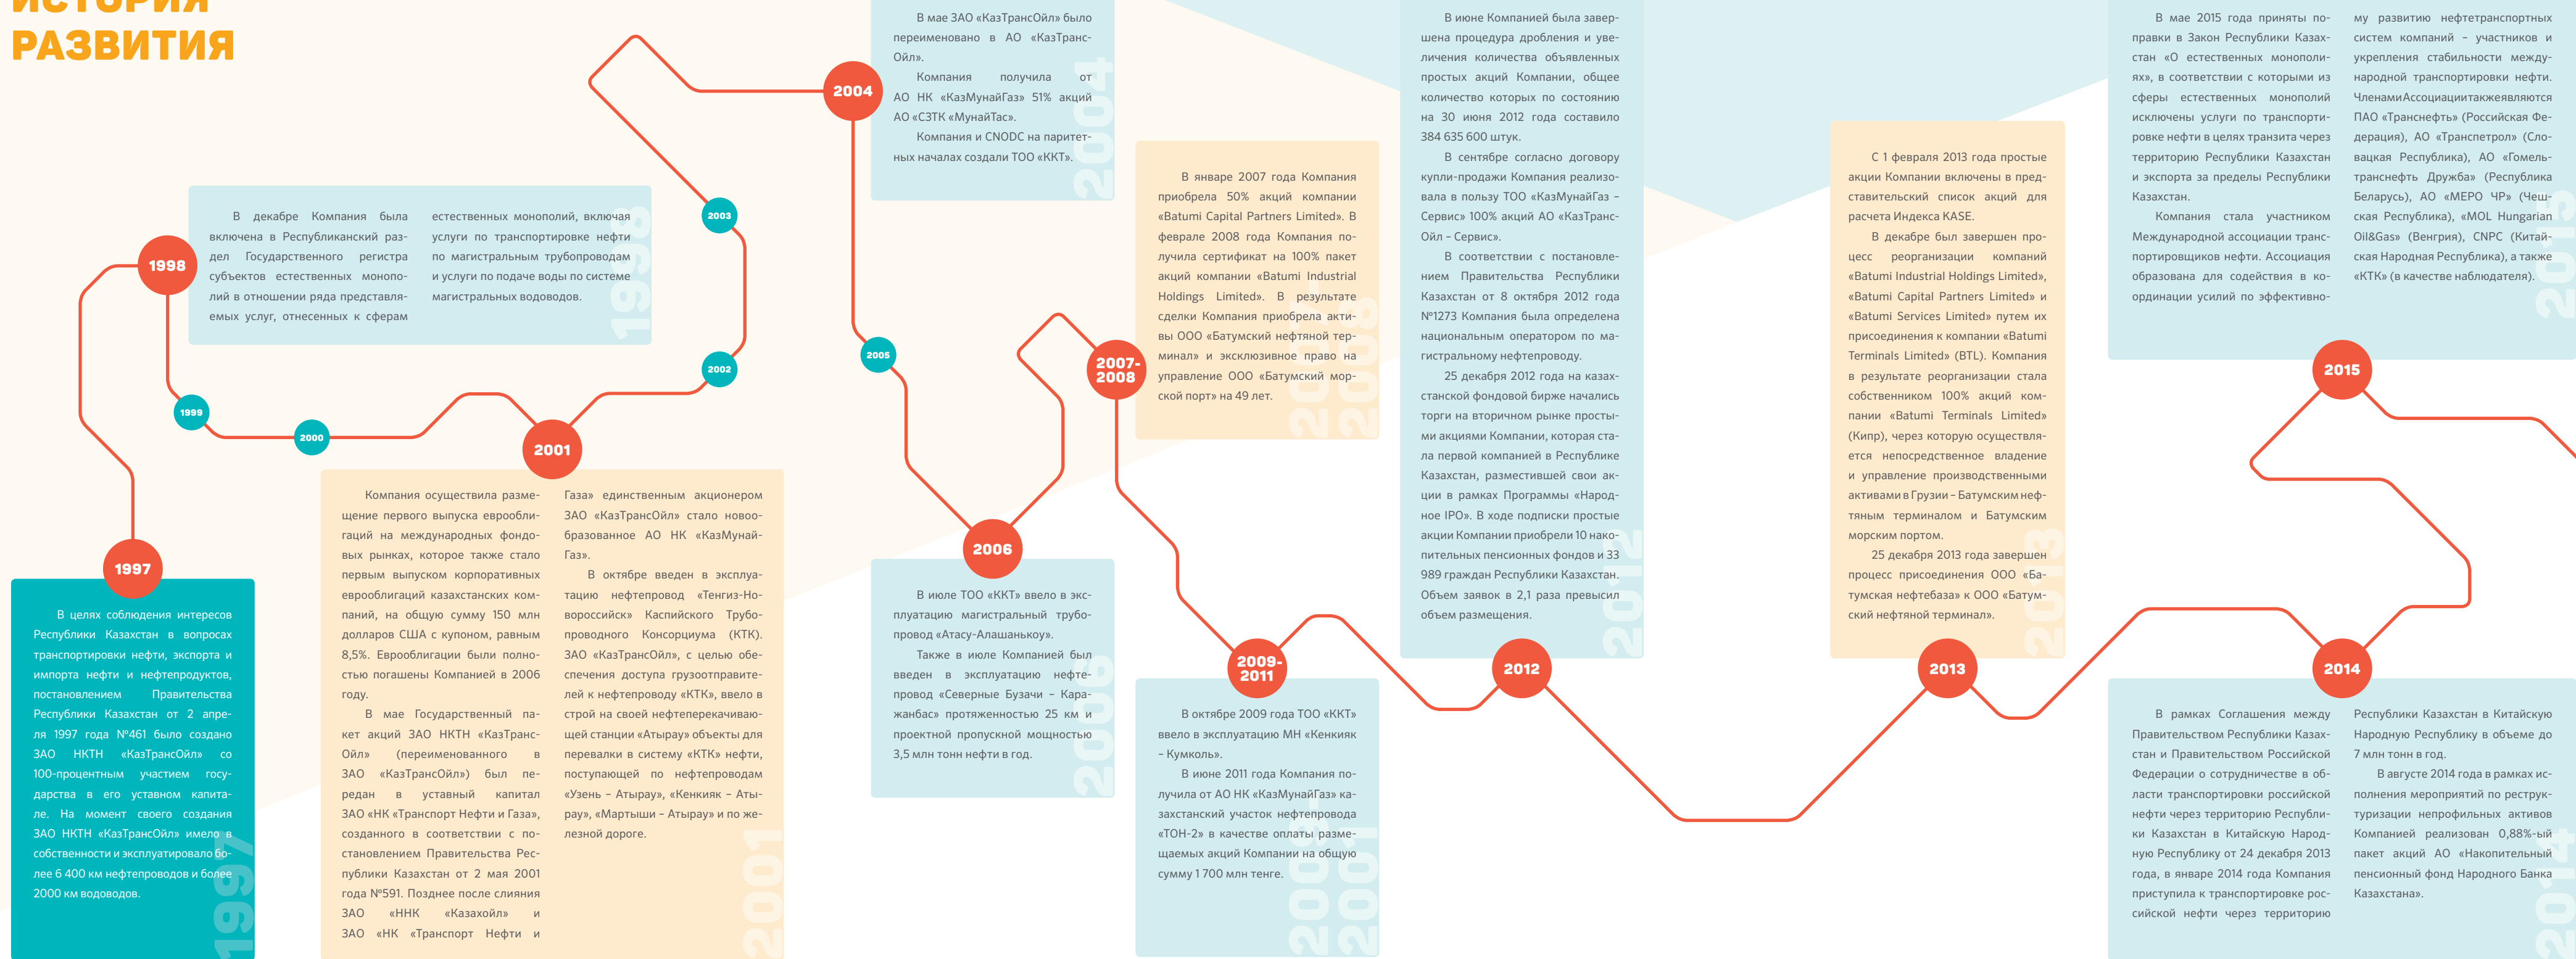 ИСТОРИЯ
РАЗВИТИЯ
1997
В целях соблюдения интересов
Республики Казахстан в вопросах
транспортировки нефти, экспорта и
импорта нефти и нефтепродуктов,
постановлением Правительства
Республики Казахстан от 2 апре-
ля 1997 года №461 было создано
ЗАО НКТН «КазТрансОйл» со
100-процентным участием госу-
дарства в его уставном капита-
ле. На момент своего создания
ЗАО НКТН «КазТрансОйл» имело в
собственности и эксплуатировало бо-
лее 6 400 км нефтепроводов и более
2000 км водоводов.
1997
1998
В декабре Компания была
включена в Республиканский раз-
дел Государственного регистра
субъектов естественных монопо-
лий в отношении ряда представля-
емых услуг, отнесенных к сферам
естественных монополий, включая
услуги по транспортировке нефти
по магистральным трубопроводам
и услуги по подаче воды по системе
магистральных водоводов.
1998
1999
2000
2001
Компания осуществила разме-
щение первого выпуска еврообли-
гаций на международных фондо-
вых рынках, которое также стало
первым выпуском корпоративных
еврооблигаций казахстанских ком-
паний, на общую сумму 150 млн
долларов США с купоном, равным
8,5%. Еврооблигации были полно-
стью погашены Компанией в 2006
году.
В мае Государственный па-
кет акций ЗАО НКТН «КазТранс-
Ойл» (переименованного в
ЗАО «КазТрансОйл») был пе-
редан в уставный капитал
ЗАО «НК «Транспорт Нефти и Газа»,
созданного в соответствии с по-
становлением Правительства Рес-
публики Казахстан от 2 мая 2001
года №591. Позднее после слияния
ЗАО «ННК «Казахойл» и
ЗАО «НК «Транспорт Нефти и
Газа» единственным акционером
ЗАО «КазТрансОйл» стало новоо-
бразованное АО НК «КазМунай-
Газ».
В октябре введен в эксплуа-
тацию нефтепровод «Тенгиз-Но-
вороссийск» Каспийского Трубо-
проводного Консорциума (КТК).
ЗАО «КазТрансОйл», с целью обе-
спечения доступа грузоотправите-
лей к нефтепроводу «КТК», ввело в
строй на своей нефтеперекачиваю-
щей станции «Атырау» объекты для
перевалки в систему «КТК» нефти,
поступающей по нефтепроводам
«Узень – Атырау», «Кенкияк – Аты-
рау», «Мартыши – Атырау» и по же-
лезной дороге.
2001
2002
2003
2004
В мае ЗАО «КазТрансОйл» было
переименовано в АО «КазТранс-
Ойл».
Компания получила от
АО НК «КазМунайГаз» 51% акций
АО «СЗТК «МунайТас».
Компания и CNODC на паритет-
ных началах создали ТОО «ККТ».
2004
2005
2006
В июле ТОО «ККТ» ввело в экс-
плуатацию магистральный трубо-
провод «Атасу-Алашанькоу».
Также в июле Компанией был
введен в эксплуатацию нефте-
провод «Северные Бузачи – Кара-
жанбас» протяженностью 25 км и
проектной пропускной мощностью
3,5 млн тонн нефти в год.
2006
2007-
2008
В январе 2007 года Компания
приобрела 50% акций компании
«Batumi Capital Partners Limited». В
феврале 2008 года Компания по-
лучила сертификат на 100% пакет
акций компании «Batumi Industrial
Holdings Limited». В результате
сделки Компания приобрела акти-
вы ООО «Батумский нефтяной тер-
минал» и эксклюзивное право на
управление ООО «Батумский мор-
ской порт» на 49 лет.
2007-
2008
2009-
2011
В октябре 2009 года ТОО «ККТ»
ввело в эксплуатацию МН «Кенкияк
– Кумколь».
В июне 2011 года Компания по-
лучила от АО НК «КазМунайГаз» ка-
захстанский участок нефтепровода
«ТОН-2» в качестве оплаты разме-
щаемых акций Компании на общую
сумму 1 700 млн тенге.
2009-
2001
В июне Компанией была завер-
шена процедура дробления и уве-
личения количества объявленных
простых акций Компании, общее
количество которых по состоянию
на 30 июня 2012 года составило
384 635 600 штук.
В сентябре согласно договору
купли-продажи Компания реализо-
вала в пользу ТОО «КазМунайГаз –
Сервис» 100% акций АО «КазТранс-
Ойл – Сервис».
В соответствии с постановле-
нием Правительства Республики
Казахстан от 8 октября 2012 года
№1273 Компания была определена
национальным оператором по ма-
гистральному нефтепроводу.
25 декабря 2012 года на казах-
станской фондовой бирже начались
торги на вторичном рынке просты-
ми акциями Компании, которая ста-
ла первой компанией в Республике
Казахстан, разместившей свои ак-
ции в рамках Программы «Народ-
ное IPO». В ходе подписки простые
акции Компании приобрели 10 нако-
пительных пенсионных фондов и 33
989 граждан Республики Казахстан.
Объем заявок в 2,1 раза превысил
объем размещения.
2012
2012
С 1 февраля 2013 года простые
акции Компании включены в пред-
ставительский список акций для
расчета Индекса KASE.
В декабре был завершен про-
цесс реорганизации компаний
«Batumi Industrial Holdings Limited»,
«Batumi Capital Partners Limited» и
«Batumi Services Limited» путем их
присоединения к компании «Batumi
Terminals Limited» (BTL). Компания
в результате реорганизации стала
собственником 100% акций ком-
пании «Batumi Terminals Limited»
(Кипр), через которую осуществля-
ется непосредственное владение
и управление производственными
активами в Грузии – Батумским неф-
тяным терминалом и Батумским
морским портом.
25 декабря 2013 года завершен
процесс присоединения ООО «Ба-
тумская нефтебаза» к ООО «Батум-
ский нефтяной терминал».
2013
2013
2014
В рамках Соглашения между
Правительством Республики Казах-
стан и Правительством Российской
Федерации о сотрудничестве в об-
ласти транспортировки российской
нефти через территорию Республи-
ки Казахстан в Китайскую Народ-
ную Республику от 24 декабря 2013
года, в январе 2014 года Компания
приступила к транспортировке рос-
сийской нефти через территорию
Республики Казахстан в Китайскую
Народную Республику в объеме до
7 млн тонн в год.
В августе 2014 года в рамках ис-
полнения мероприятий по реструк-
туризации непрофильных активов
Компанией реализован 0,88%-ый
пакет акций АО «Накопительный
пенсионный фонд Народного Банка
Казахстана».
2014
В мае 2015 года приняты по-
правки в Закон Республики Казах-
стан «О естественных монополи-
ях», в соответствии с которыми из
сферы естественных монополий
исключены услуги по транспорти-
ровке нефти в целях транзита через
территорию Республики Казахстан
и экспорта за пределы Республики
Казахстан.
Компания стала участником
Международной ассоциации транс-
портировщиков нефти. Ассоциация
образована для содействия в ко-
ординации усилий по эффективно-
му развитию нефтетранспортных
систем компаний – участников и
укрепления стабильности между-
народной транспортировки нефти.
Членами Ассоциации также являются
ПАО «Транснефть» (Российская Фе-
дерация), АО «Транспетрол» (Сло-
вацкая Республика), АО «Гомель-
транснефть Дружба» (Республика
Беларусь), АО «МЕРО ЧР» (Чеш-
ская Республика), «MOL Hungarian
Oil&Gas» (Венгрия), CNPC (Китай-
ская Народная Республика), а также
«КТК» (в качестве наблюдателя).
2015
2015